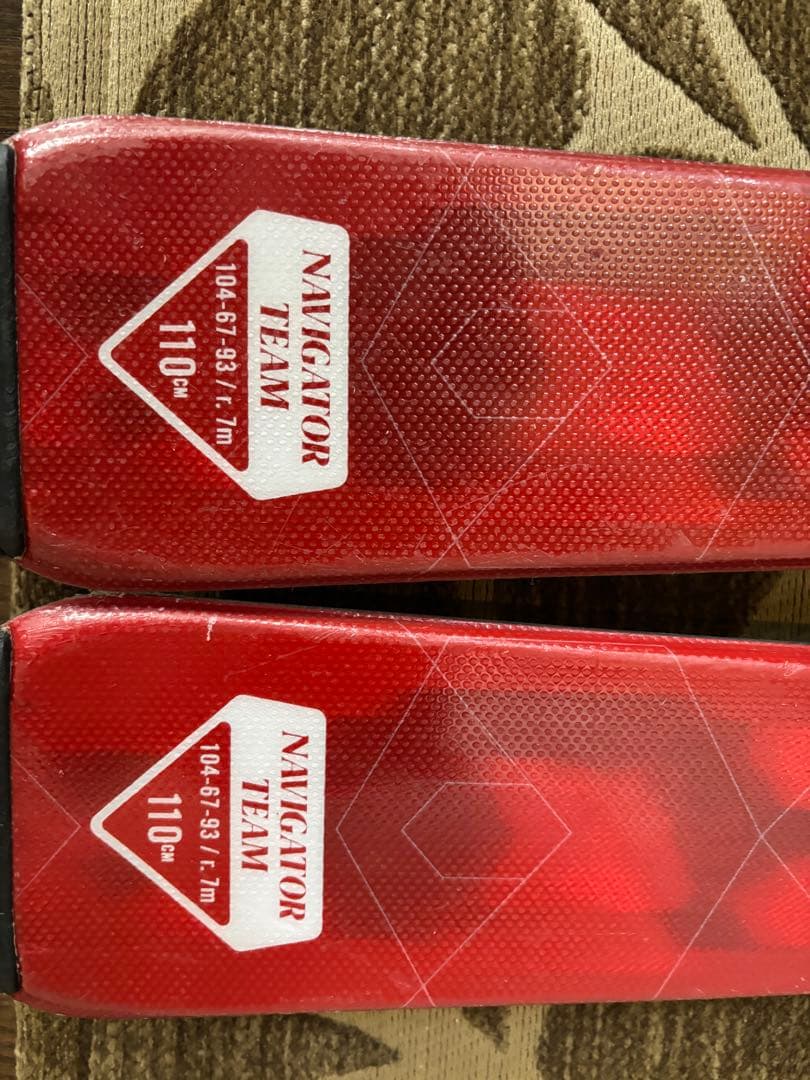 NAVIGATOR
TEAM
104-67-93 / r. 7m
110CM
NAVIGATOR
TEAM
104-67-93 / r. 7m
110CM